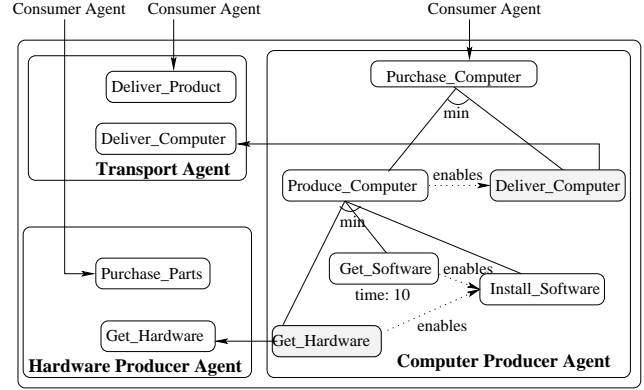 Consumer Agent
Consumer Agent
Consumer Agent
Deliver_Product
Deliver_Computer
Transport Agent
Purchase_Parts
Get_Hardware
Hardware Producer Agent
Purchase_Computer
min
Produce_Computer
enables
Deliver_Computer
min
Get_Software
enables
time: 10
Install_Software
enables
Get_Hardware
Computer Producer Agent